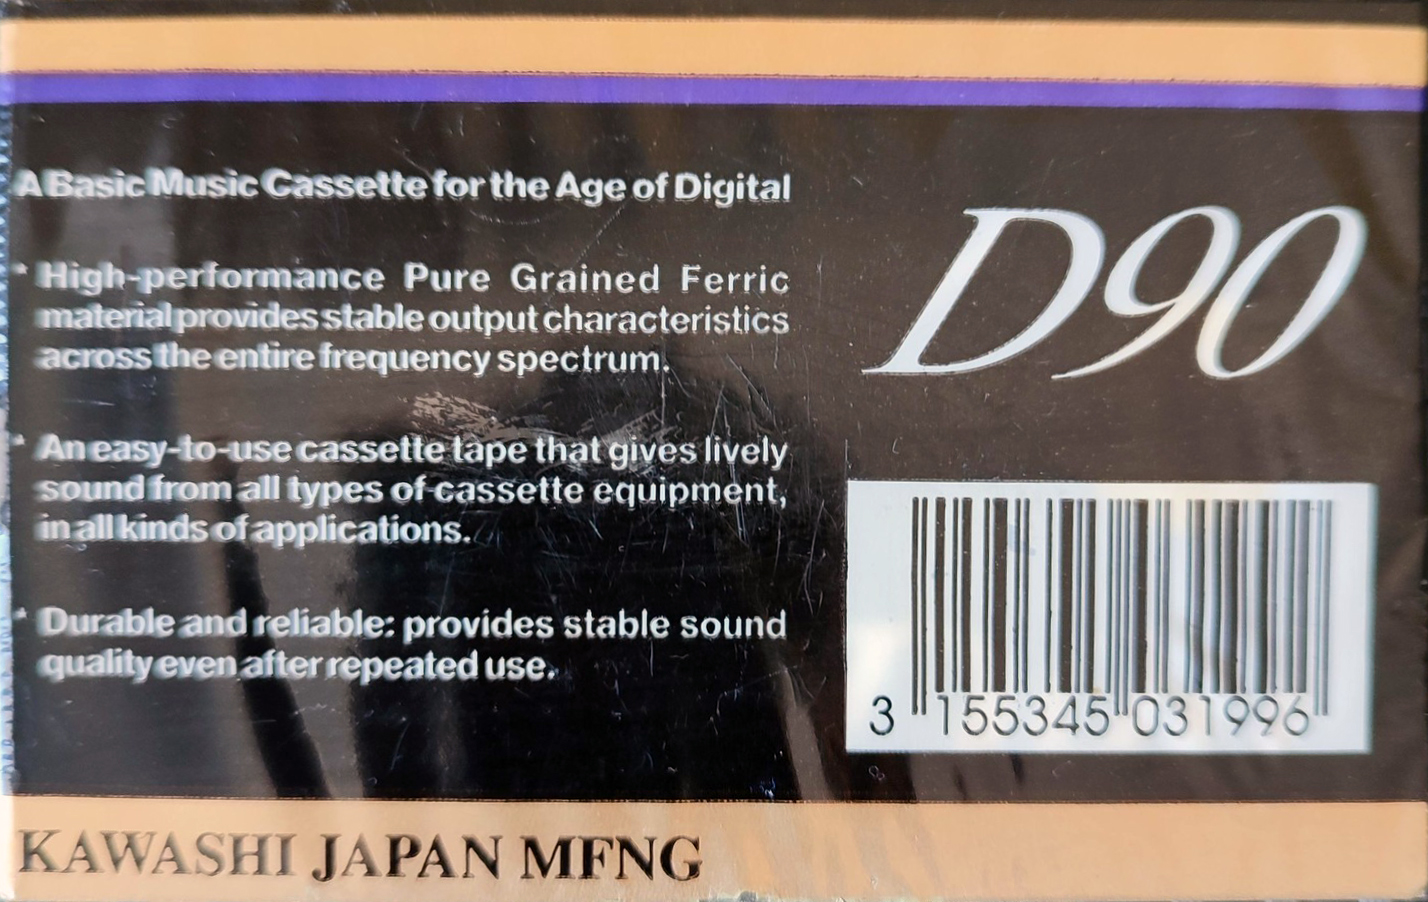 A Basic Music Cassette for the Age of Digital
* High-performance Pure Grained Ferric
material provides stable output characteristics
across the entire frequency spectrum.
* An easy-to-use cassette tape that gives lively
sound from all types of cassette equipment,
in all kinds of applications.
* Durable and reliable: provides stable sound
quality even after repeated use.
D90
3 155345 031996
KAWASHI JAPAN MFNG